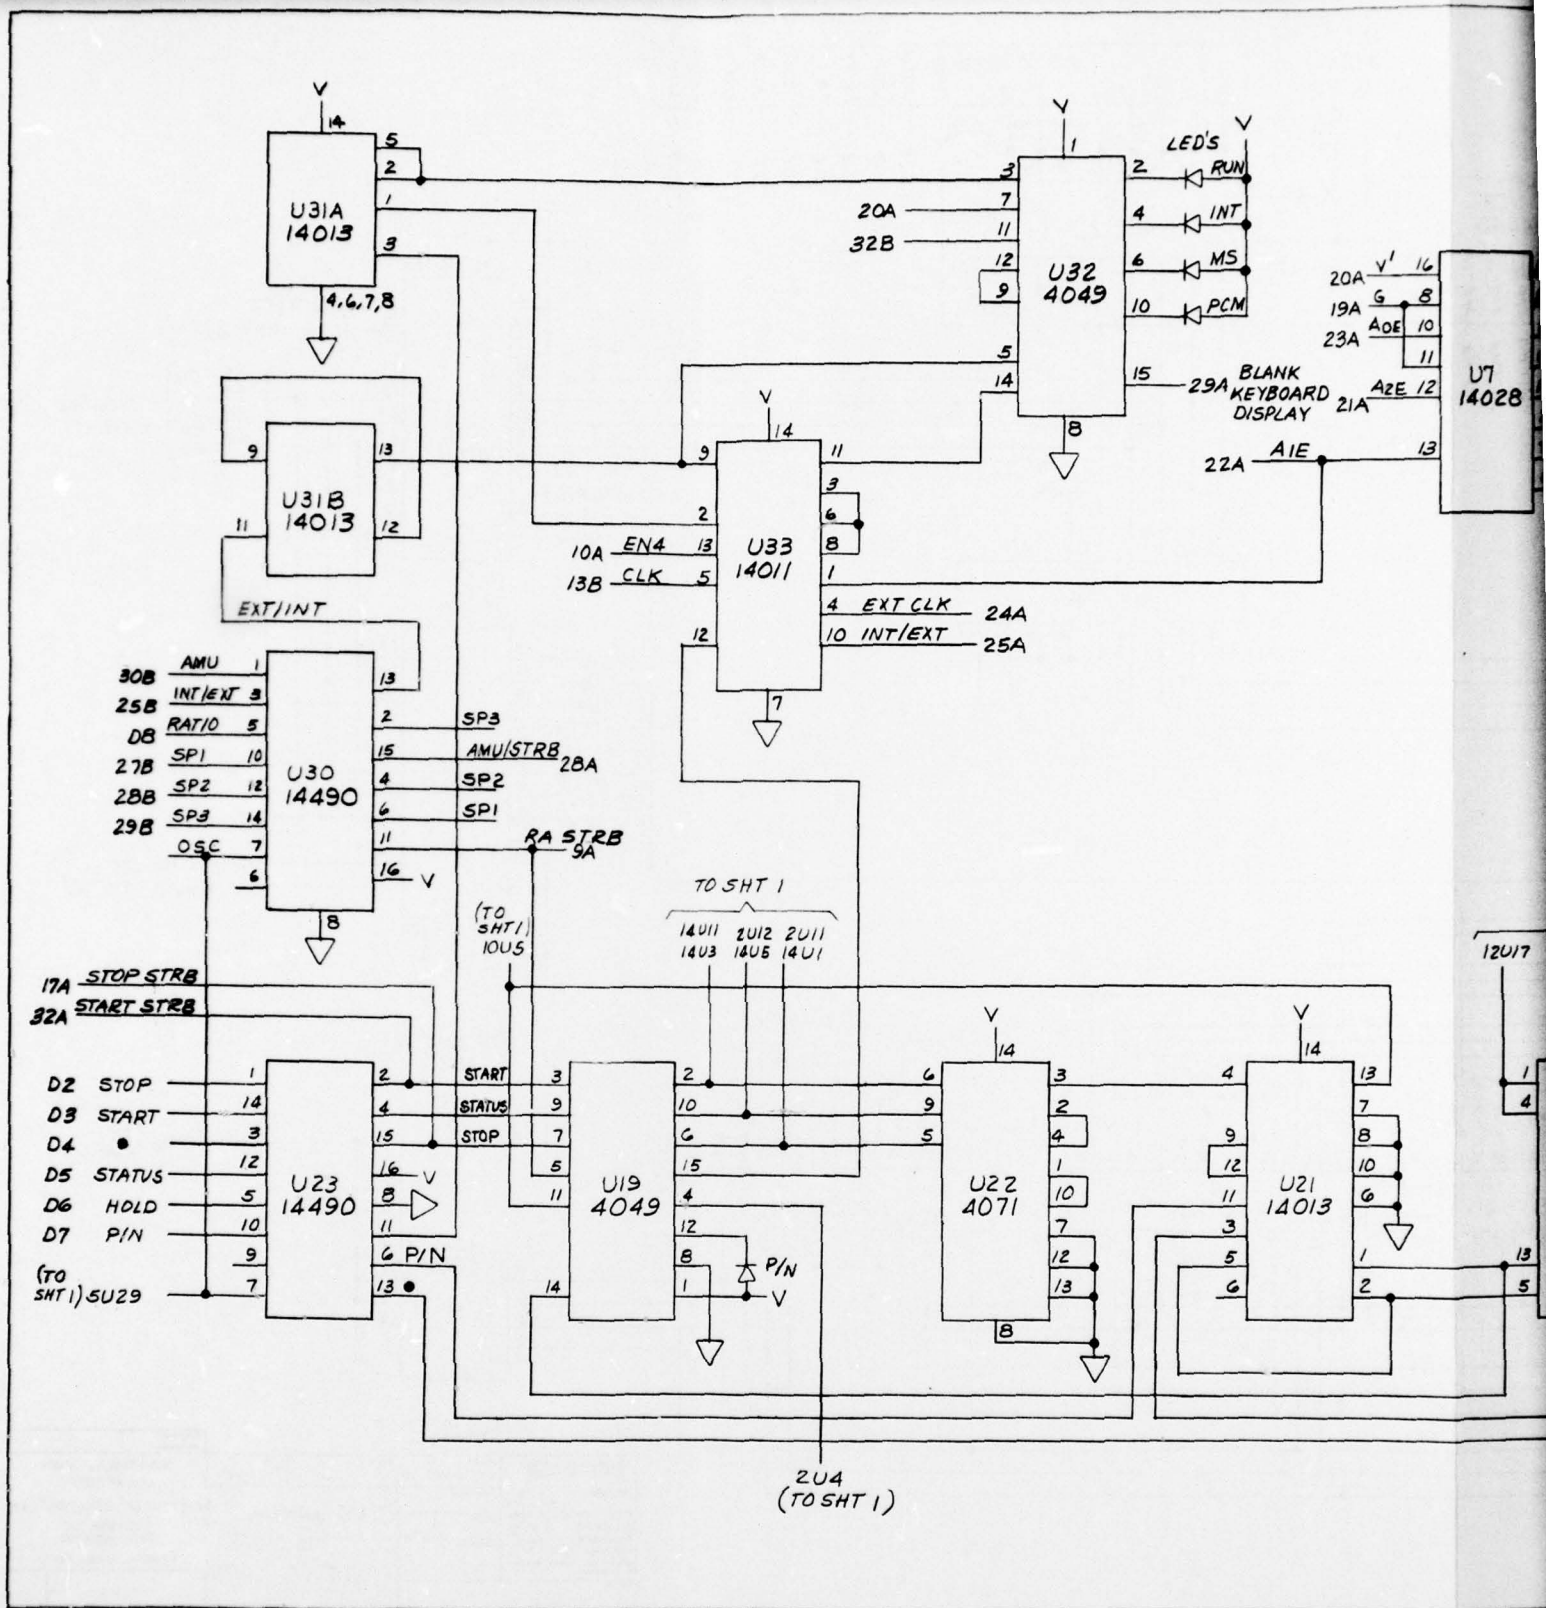 V
14
5
2
1
3
U31A
14013
4,6,7,8
V
1
LED'S
V
3
7
11
12
9
5
14
20A
32B
U32
4049
2 RUN
4 INT
6 MS
10 PCM
15 29A BLANK
KEYBOARD
DISPLAY
8
20A V' 16
19A G 8
23A A0E 10
11
21A A2E 12
22A A1E 13
U7
14028
9
13
U31B
14013
11
12
EXT/INT
V
14
9
11
3
2
6
10A EN4 13
8
13B CLK 5
1
U33
14011
4 EXT CLK 24A
12
10 INT/EXT 25A
7
30B AMU 1
25B INT/EXT 3
D8 RATIO 5
27B SP1 10
28B SP2 12
29B SP3 14
OSC 7
6
U30
14490
13
2 SP3
15 AMU/STRB 28A
4 SP2
6 SP1
11 RA STRB
9A
16 V
8
17A STOP STRB
32A START STRB
(TO
SHT 1)
10U5
TO SHT 1
14U11 2U12 2U11
14U3 14U5 14U1
12U17
D2 STOP 1
D3 START 14
D4 ● 3
D5 STATUS 12
D6 HOLD 5
D7 P/N 10
9
(TO
SHT 1) 5U29 7
U23
14490
2 START 3
4 STATUS 9
15 STOP 7
16 V 5
8 11
11
6 P/N
13 ●
14
U19
4049
2
10
6
15
4
12
8 P/N
1 V
V
14
6
9
5
U22
4071
3
2
4
1
10
7
12
13
8
V
14
4
9
12
11
3
5
6
U21
14013
13
7
8
10
6
1
2
1
4
13
5
2U4
(TO SHT 1)